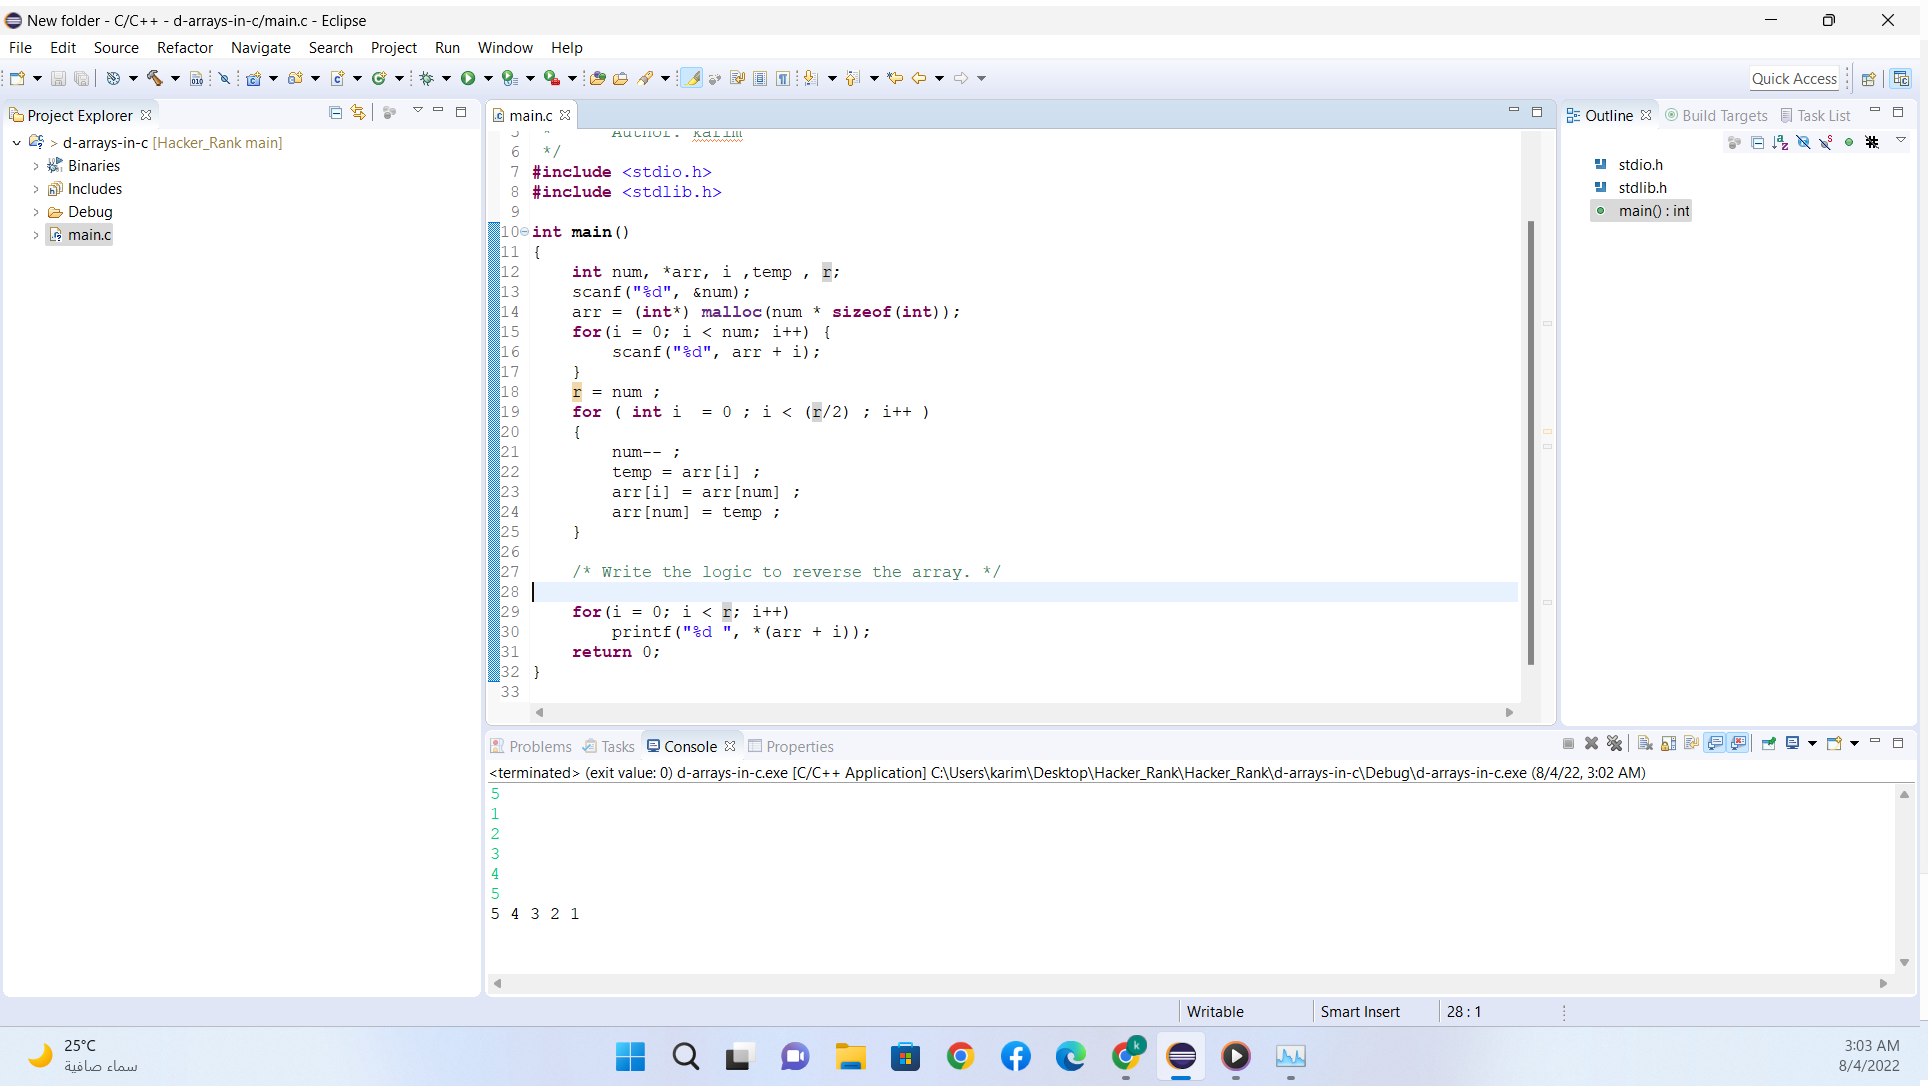 New folder - C/C++ - d-arrays-in-c/main.c - Eclipse
File Edit Source Refactor Navigate Search Project Run Window Help
Quick Access
Project Explorer
> d-arrays-in-c [Hacker_Rank main]
Binaries
Includes
Debug
main.c
main.c
5 * Author: karim
6 */
7 #include <stdio.h>
8 #include <stdlib.h>
9
10 int main()
11 {
12 int num, *arr, i ,temp , r;
13 scanf("%d", &num);
14 arr = (int*) malloc(num * sizeof(int));
15 for(i = 0; i < num; i++) {
16 scanf("%d", arr + i);
17 }
18 r = num ;
19 for ( int i  = 0 ; i < (r/2) ; i++ )
20 {
21 num-- ;
22 temp = arr[i] ;
23 arr[i] = arr[num] ;
24 arr[num] = temp ;
25 }
26
27 /* Write the logic to reverse the array. */
28
29 for(i = 0; i < r; i++)
30 printf("%d ", *(arr + i));
31 return 0;
32 }
33
Outline Build Targets Task List
stdio.h
stdlib.h
main() : int
Problems Tasks Console Properties
<terminated> (exit value: 0) d-arrays-in-c.exe [C/C++ Application] C:\Users\karim\Desktop\Hacker_Rank\Hacker_Rank\d-arrays-in-c\Debug\d-arrays-in-c.exe (8/4/22, 3:02 AM)
5
1
2
3
4
5
5 4 3 2 1
Writable Smart Insert 28 : 1
25°C
سماء صافية
3:03 AM
8/4/2022